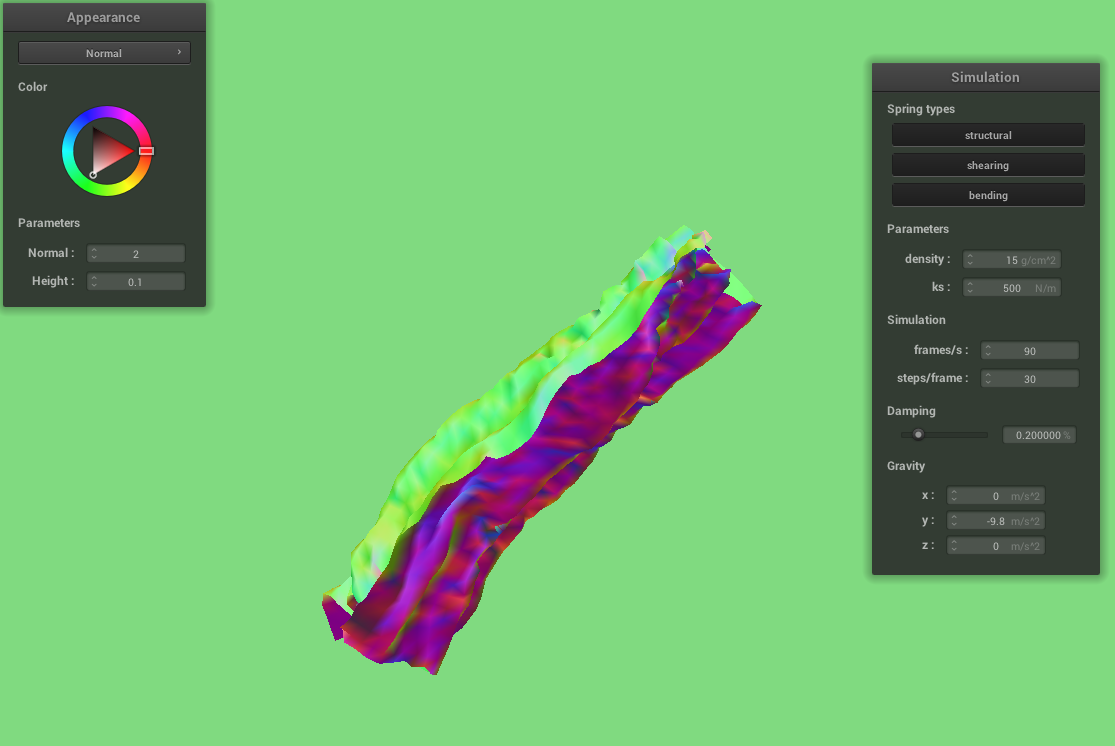 Appearance
Normal
Color
Parameters
Normal : 2
Height : 0.1
Simulation
Spring types
structural
shearing
bending
Parameters
density : 15 g/cm^2
ks : 500 N/m
Simulation
frames/s : 90
steps/frame : 30
Damping
0.200000 %
Gravity
x : 0 m/s^2
y : -9.8 m/s^2
z : 0 m/s^2